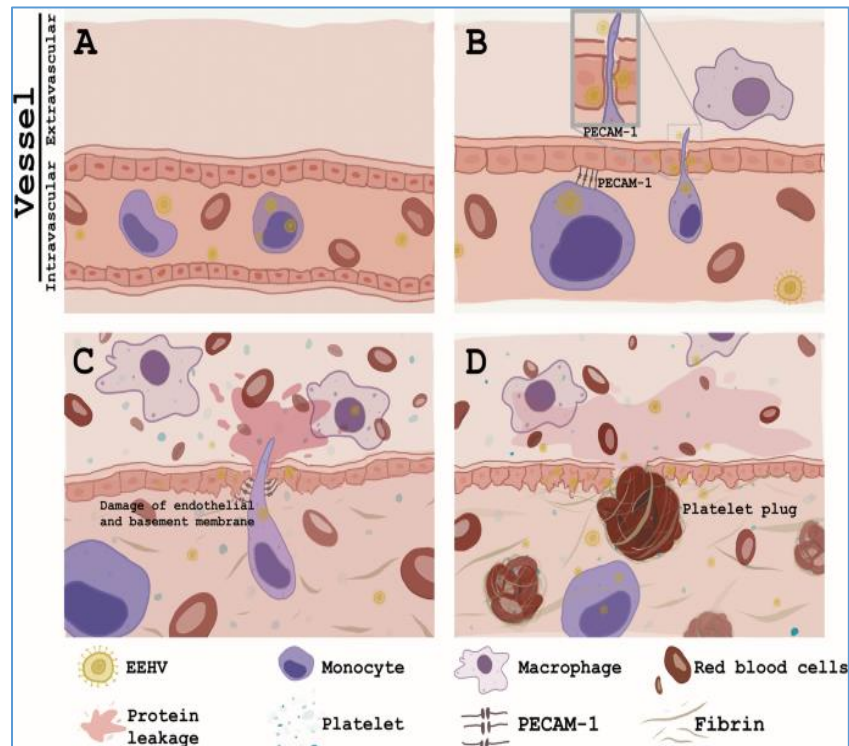 Vessel
Extravascular
Intravascular
A
B
PECAM-1
PECAM-1
C
Damage of endothelial
and basement membrane
D
Platelet plug
EEHV
Monocyte
Macrophage
Red blood cells
Protein
leakage
Platelet
PECAM-1
Fibrin